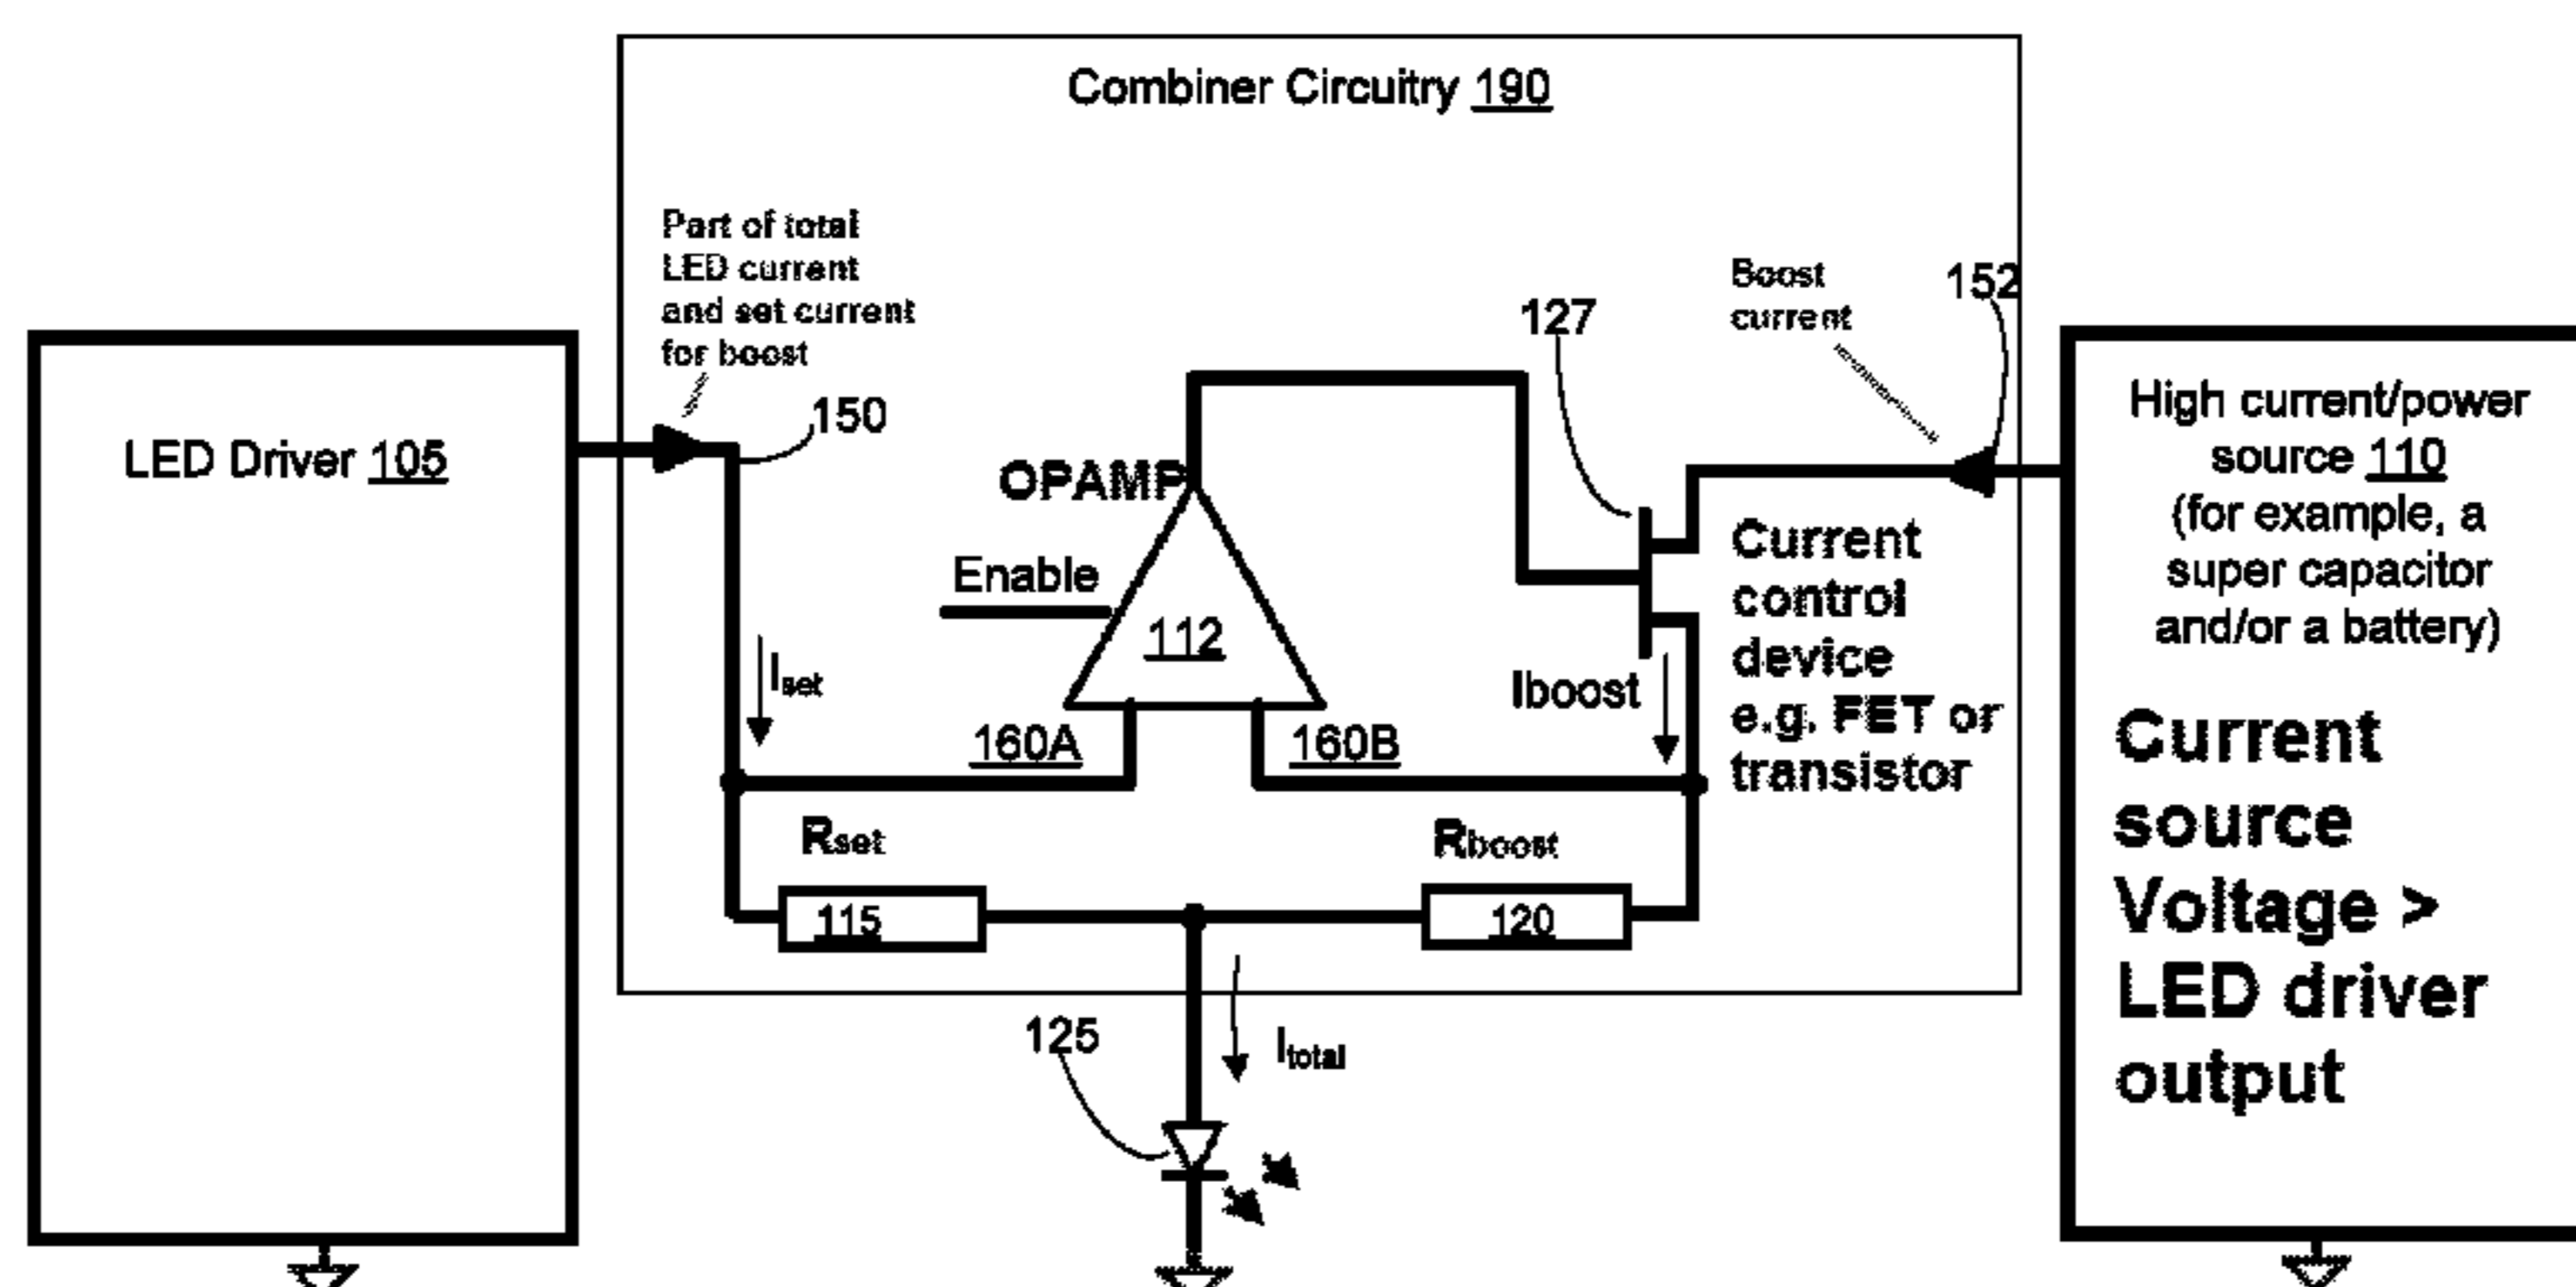 Combiner Circuitry 190
Part of total
LED current
and set current
for boost
150
LED Driver 105
OPAMP
Enable
112
Iset
160A
160B
Rset
115
Rboost
120
127
Boost
current
152
Current
control
device
e.g. FET or
transistor
Iboost
125
Itotal
High current/power
source 110
(for example, a
super capacitor
and/or a battery)
Current
source
Voltage >
LED driver
output